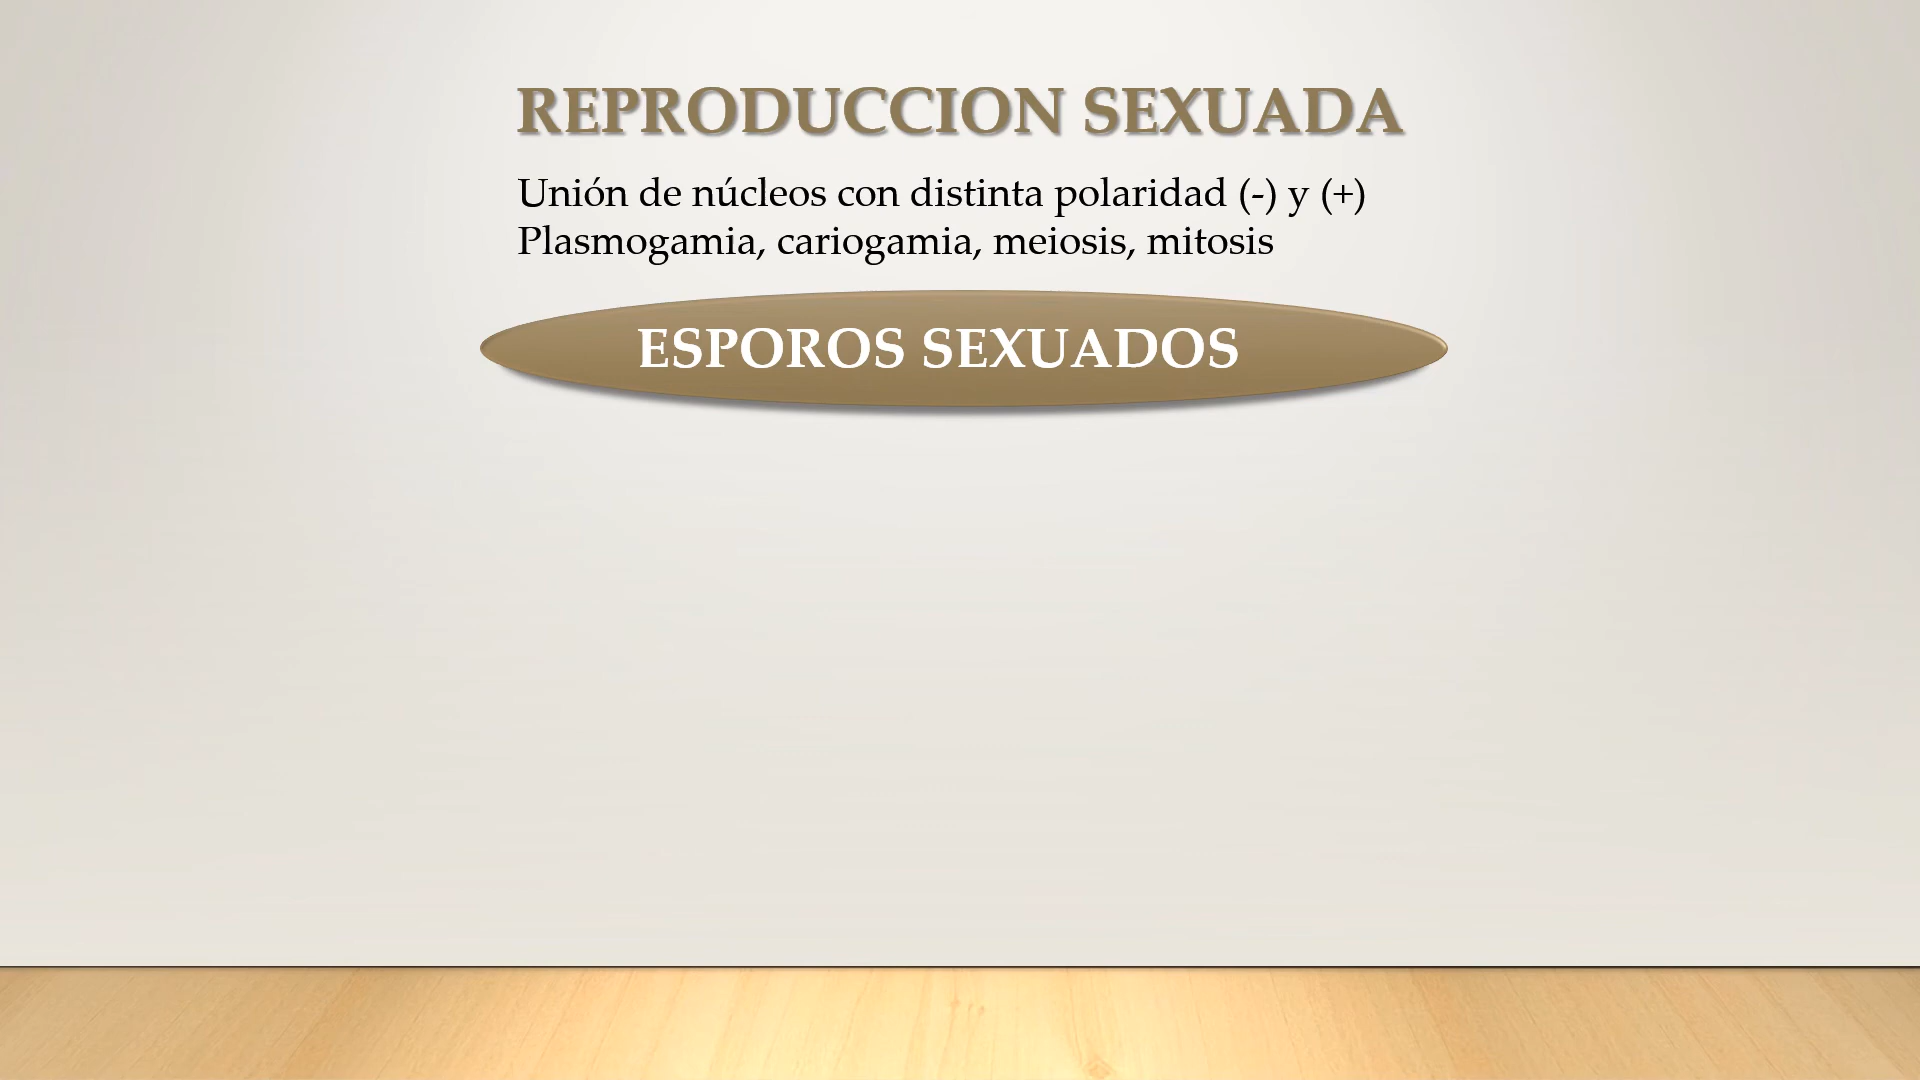 REPRODUCCION SEXUADA
Unión de núcleos con distinta polaridad (-) y (+)
Plasmogamia, cariogamia, meiosis, mitosis
ESPOROS SEXUADOS